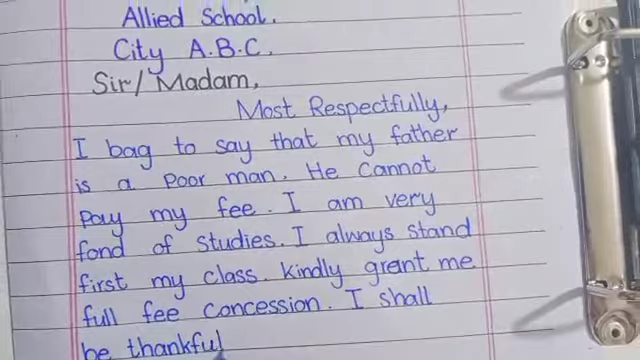 Allied School.
City A.B.C.
Sir/Madam,
Most Respectfully,
I bag to say that my father
is a poor man. He cannot
pay my fee. I am very
fond of studies. I always stand
first my class. kindly grant me
full fee concession. I shall
be thankful